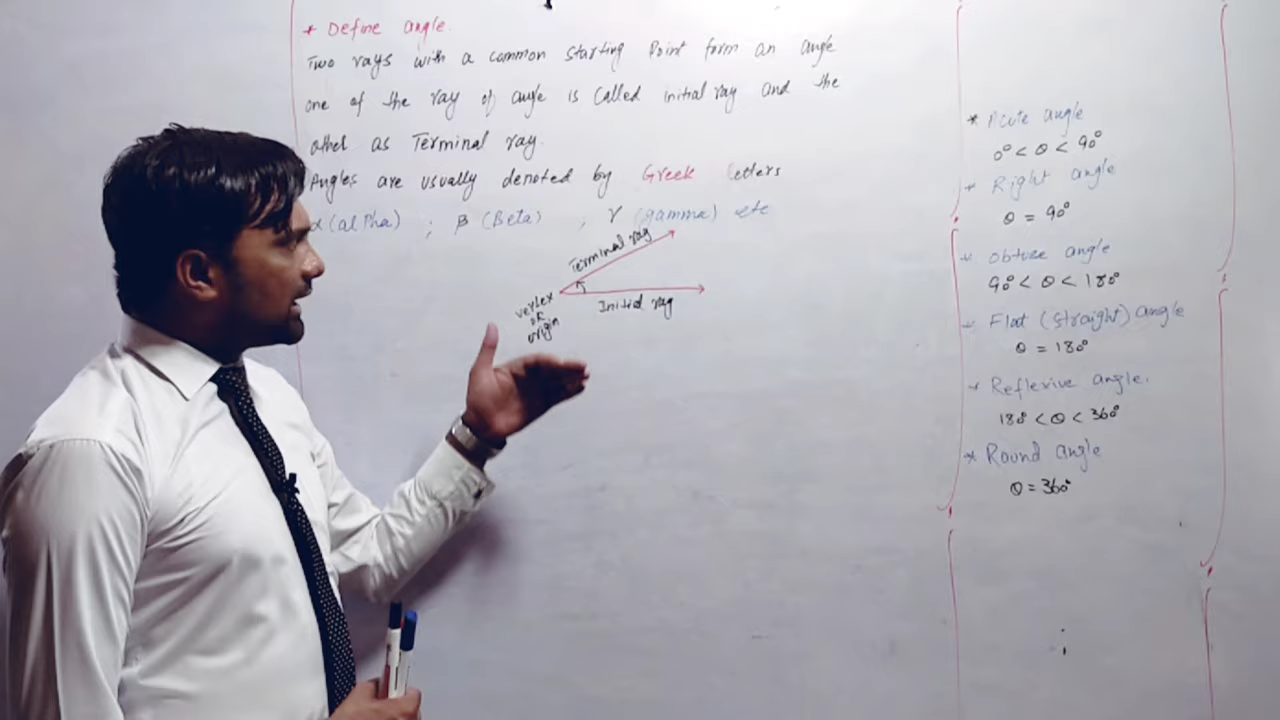 * Define angle.
Two rays with a common starting Point form an angle
one of the ray of angle is called initial ray and the
other as Terminal ray.
Angles are usually denoted by Greek letters
α (alPha) ; β (Beta) ; γ (gamma) etc
Terminal ray
Initial ray
vertex
or
origin
* Acute angle
0° < θ < 90°
* Right angle
θ = 90°
* Obtuse angle
90° < θ < 180°
* Flat (straight) angle
θ = 180°
* Reflexive angle.
180° < θ < 360°
* Round angle
θ = 360°